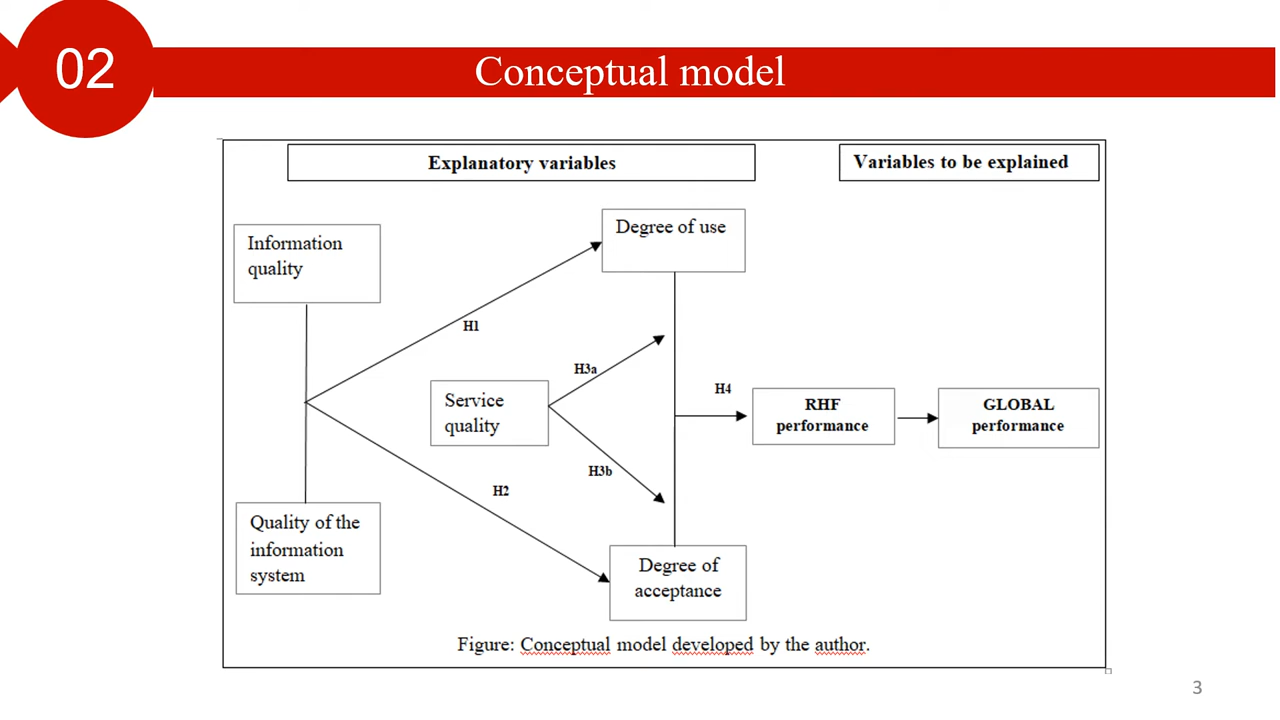 02
Conceptual model
Explanatory variables
Variables to be explained
Information
quality
Degree of use
H1
H3a
Service
quality
H4
RHF
performance
GLOBAL
performance
H3b
H2
Quality of the
information
system
Degree of
acceptance
Figure: Conceptual model developed by the author.
3